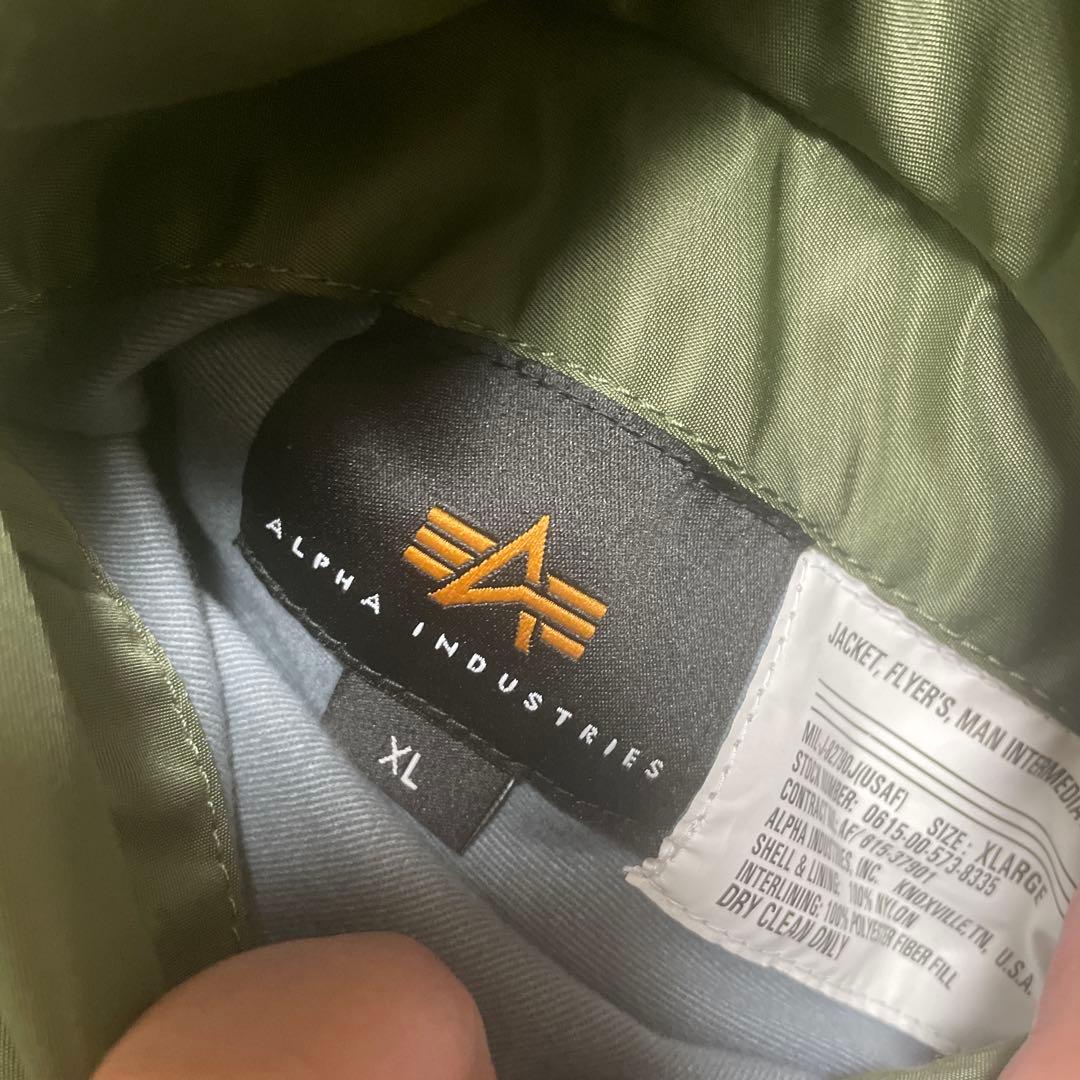 ALPHA INDUSTRIES
XL
JACKET, FLYER'S, MAN INTERMEDIA
MIL-J-8279DJ(USAF)
SIZE: XLARGE
STOCK NUMBER: 0615-00-573-8335
CONTRACT NO. AF/815-37901
ALPHA INDUSTRIES, INC. KNOXVILLE TN, U.S.A.
SHELL & LINING: 100% NYLON
INTERLINING: 100% POLYESTER FIBER FILL
DRY CLEAN ONLY